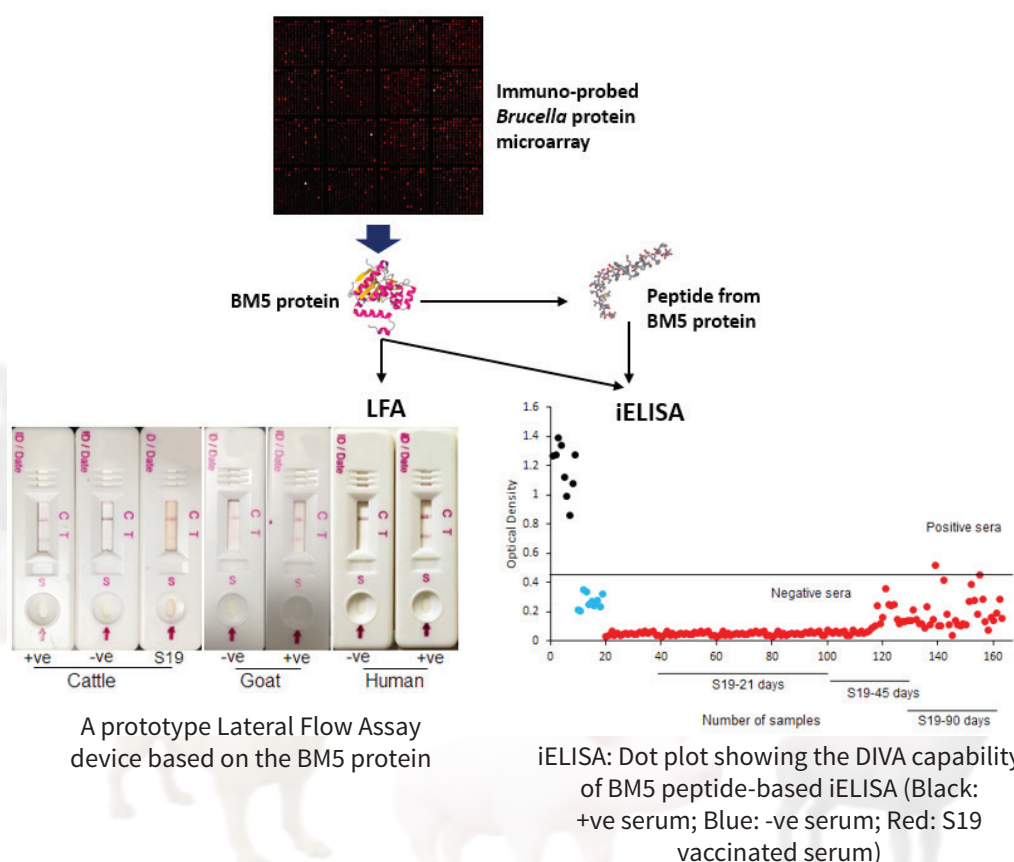 Immuno-probed
Brucella protein
microarray
BM5 protein
Peptide from
BM5 protein
LFA
iELISA
ID / Date
C T
S
ID / Date
C T
S
D / Date
C T
S
ID / Date
C T
S
ID / Date
C T
S
ID / Date
C T
S
ID / Date
C T
S
+ve -ve S19
Cattle
-ve +ve
Goat
-ve +ve
Human
A prototype Lateral Flow Assay
device based on the BM5 protein
Optical Density
1.6
1.4
1.2
1
0.8
0.6
0.4
0.2
0
Positive sera
Negative sera
0 20 40 60 80 100 120 140 160
S19-21 days
S19-45 days
Number of samples
S19-90 days
iELISA: Dot plot showing the DIVA capability
of BM5 peptide-based iELISA (Black:
+ve serum; Blue: -ve serum; Red: S19
vaccinated serum)